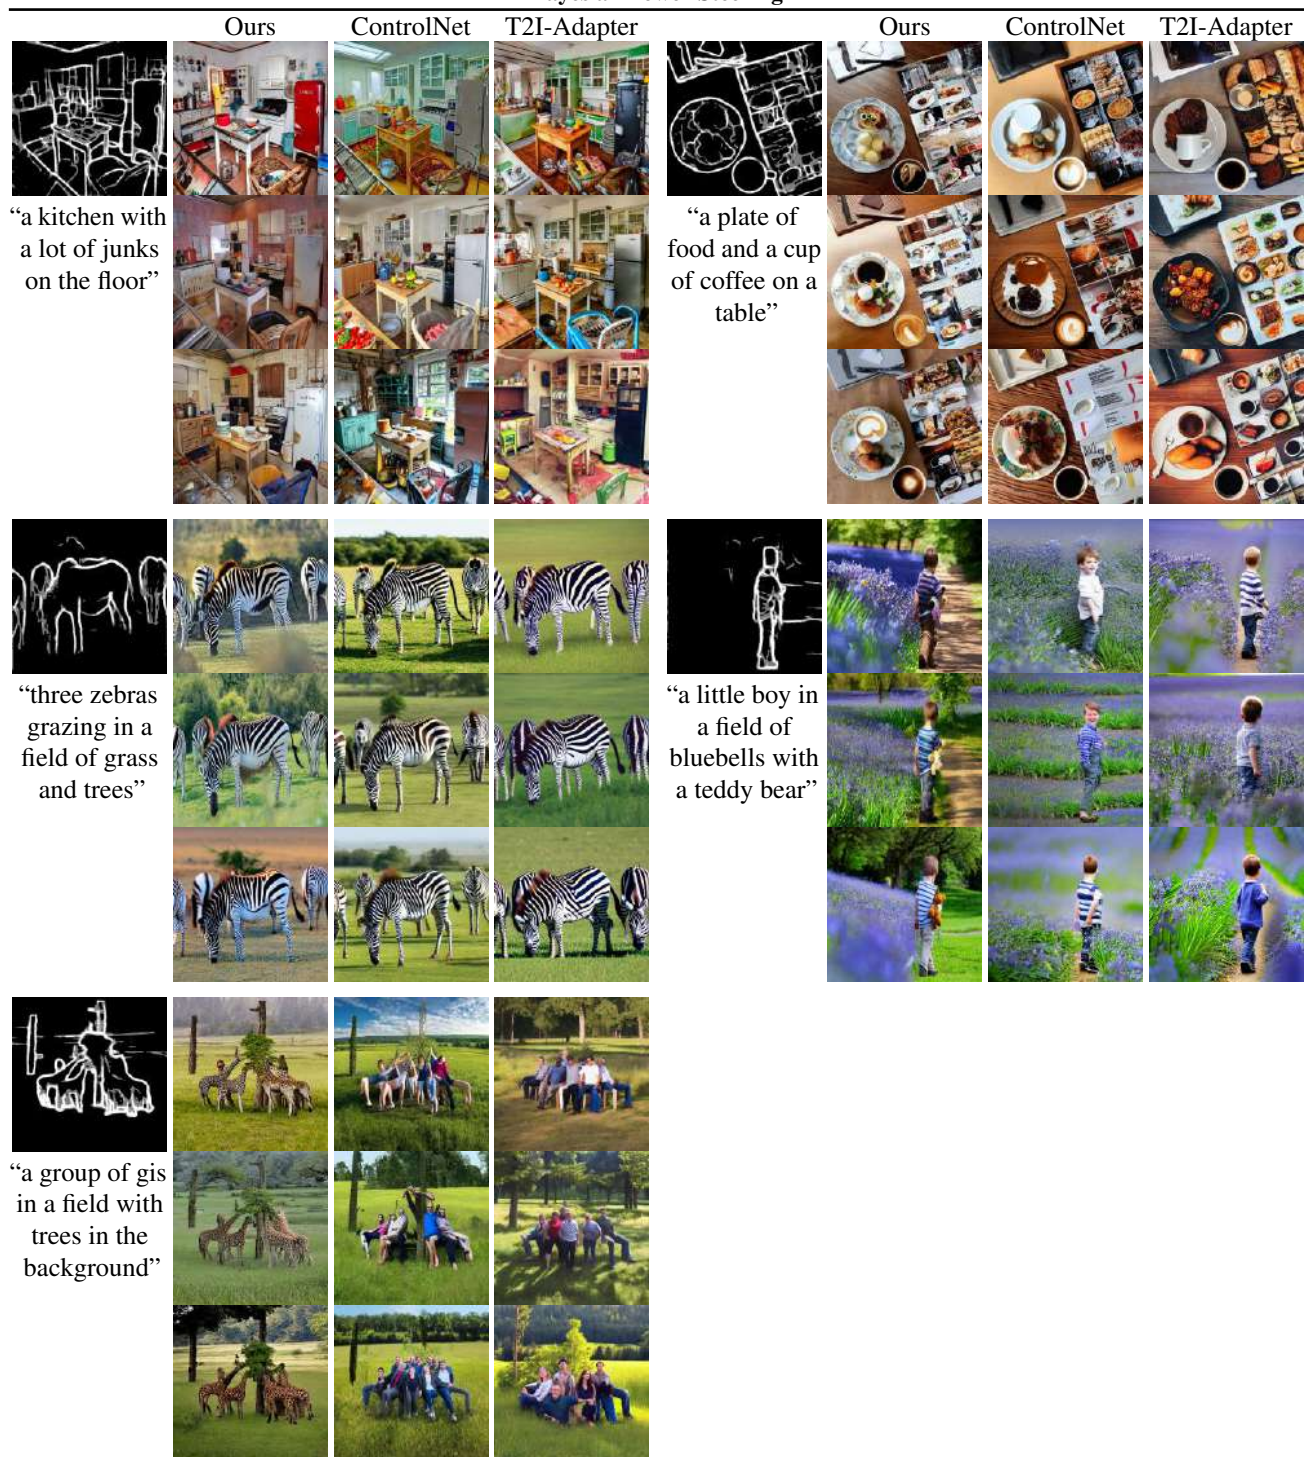 Ours ControlNet T2I-Adapter
Ours ControlNet T2I-Adapter
“a kitchen with
a lot of junks
on the floor”
“a plate of
food and a cup
of coffee on a
table”
“three zebras
grazing in a
field of grass
and trees”
“a little boy in
a field of
bluebells with
a teddy bear”
“a group of gis
in a field with
trees in the
background”